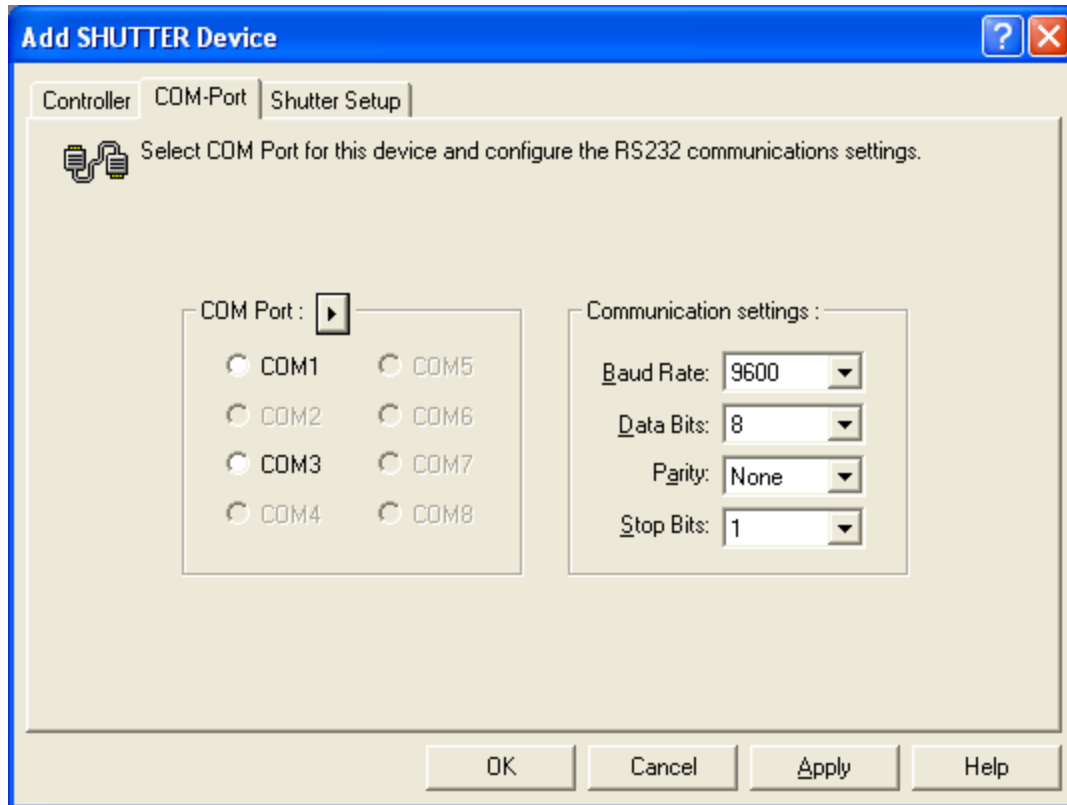 Add SHUTTER Device
Controller COM-Port Shutter Setup
Select COM Port for this device and configure the RS232 communications settings.
COM Port :
COM1 COM5
COM2 COM6
COM3 COM7
COM4 COM8
Communication settings :
Baud Rate: 9600
Data Bits: 8
Parity: None
Stop Bits: 1
OK Cancel Apply Help